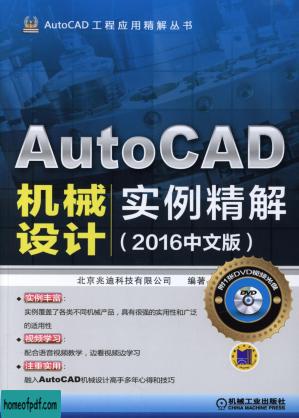 AutoCAD 工程应用精解丛书
AutoCAD
机械设计
实例精解
(2016中文版)
北京兆迪科技有限公司 编著
附1张DVD视频光盘
DVD
实例丰富:
实例覆盖了各类不同机械产品,具有很强的实用性和广泛
的适用性
视频学习:
配合语音视频教学,边看视频边学习
注重实用:
融入AutoCAD机械设计高手多年心得和技巧
机械工业出版社
CHINA MACHINE PRESS
homeofpdf.com